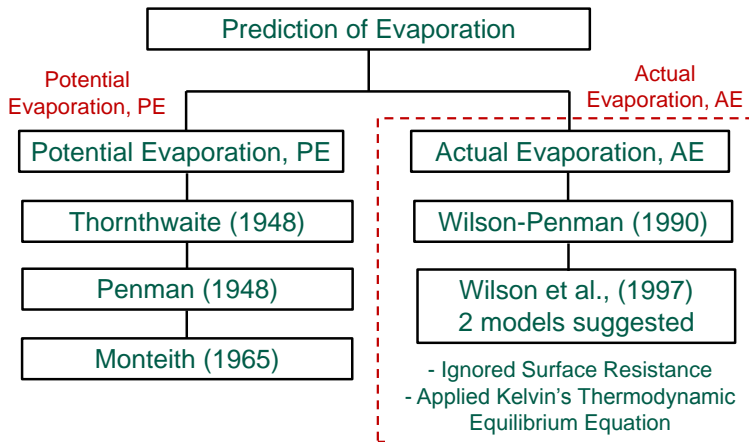 Prediction of Evaporation
Potential
Evaporation, PE
Actual
Evaporation, AE
Potential Evaporation, PE
Thornthwaite (1948)
Penman (1948)
Monteith (1965)
Actual Evaporation, AE
Wilson-Penman (1990)
Wilson et al., (1997)
2 models suggested
- Ignored Surface Resistance
- Applied Kelvin’s Thermodynamic
Equilibrium Equation